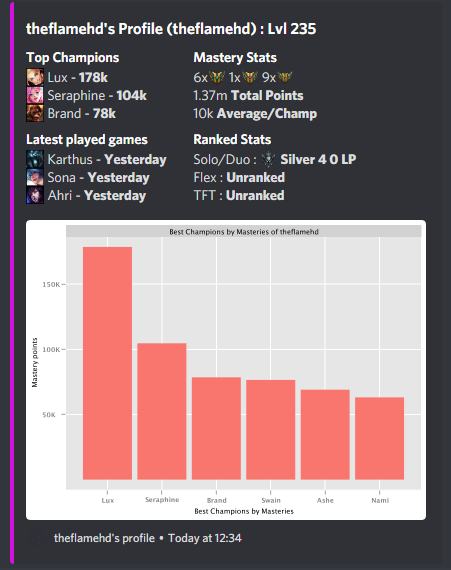 theflamehd's Profile (theflamehd) : Lvl 235
Top Champions
Lux - 178k
Seraphine - 104k
Brand - 78k
Mastery Stats
6x 1x 9x
1.37m Total Points
10k Average/Champ
Latest played games
Karthus - Yesterday
Sona - Yesterday
Ahri - Yesterday
Ranked Stats
Solo/Duo : Silver 4 0 LP
Flex : Unranked
TFT : Unranked
Best Champions by Masteries of theflamehd
Mastery points
150K
100K
50K
Lux Seraphine Brand Swain Ashe Nami
Best Champions by Masteries
theflamehd's profile • Today at 12:34